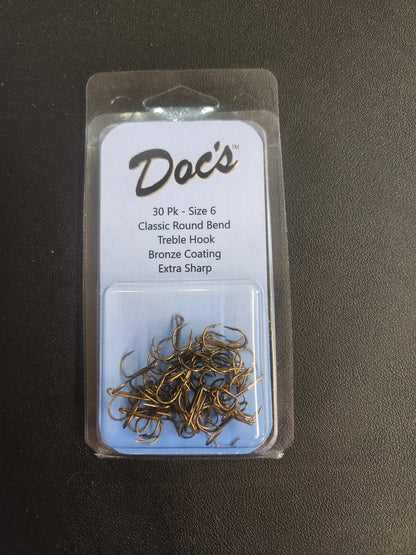 Doc's™
30 Pk - Size 6
Classic Round Bend
Treble Hook
Bronze Coating
Extra Sharp